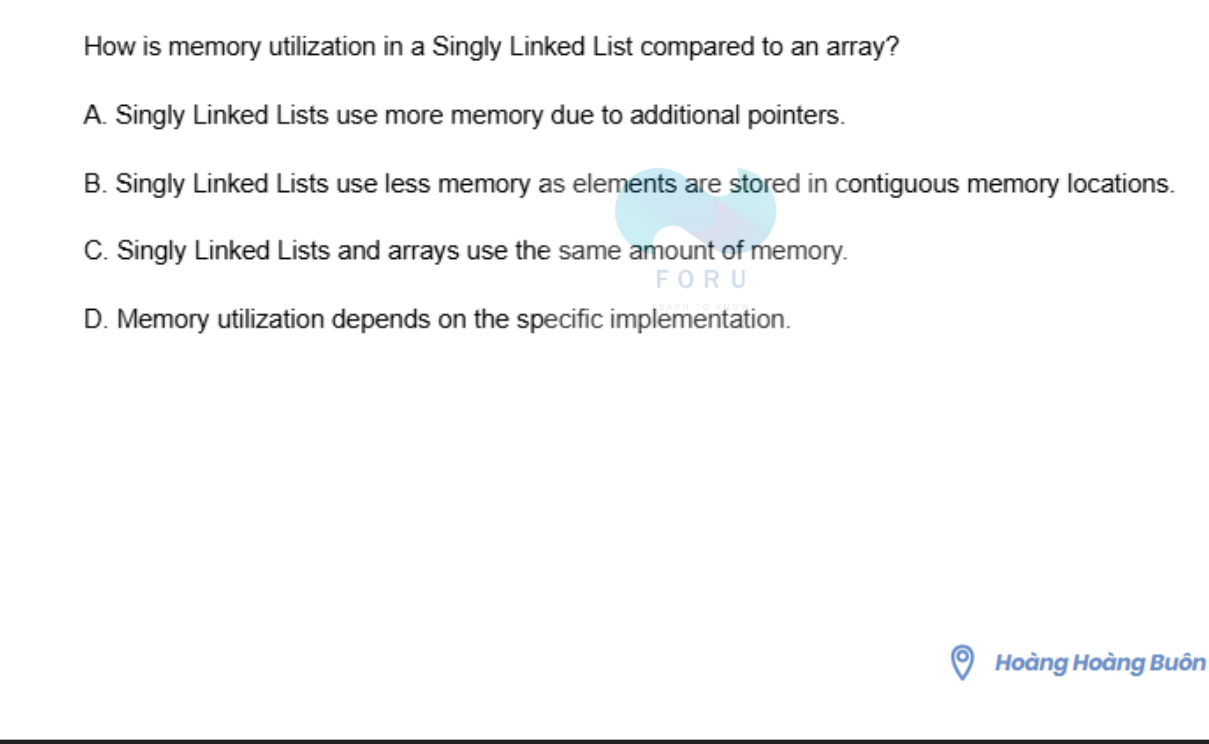 How is memory utilization in a Singly Linked List compared to an array?
A. Singly Linked Lists use more memory due to additional pointers.
B. Singly Linked Lists use less memory as elements are stored in contiguous memory locations.
C. Singly Linked Lists and arrays use the same amount of memory.
FORU
LEARN TO KNOW
D. Memory utilization depends on the specific implementation.
Hoàng Hoàng Buôn